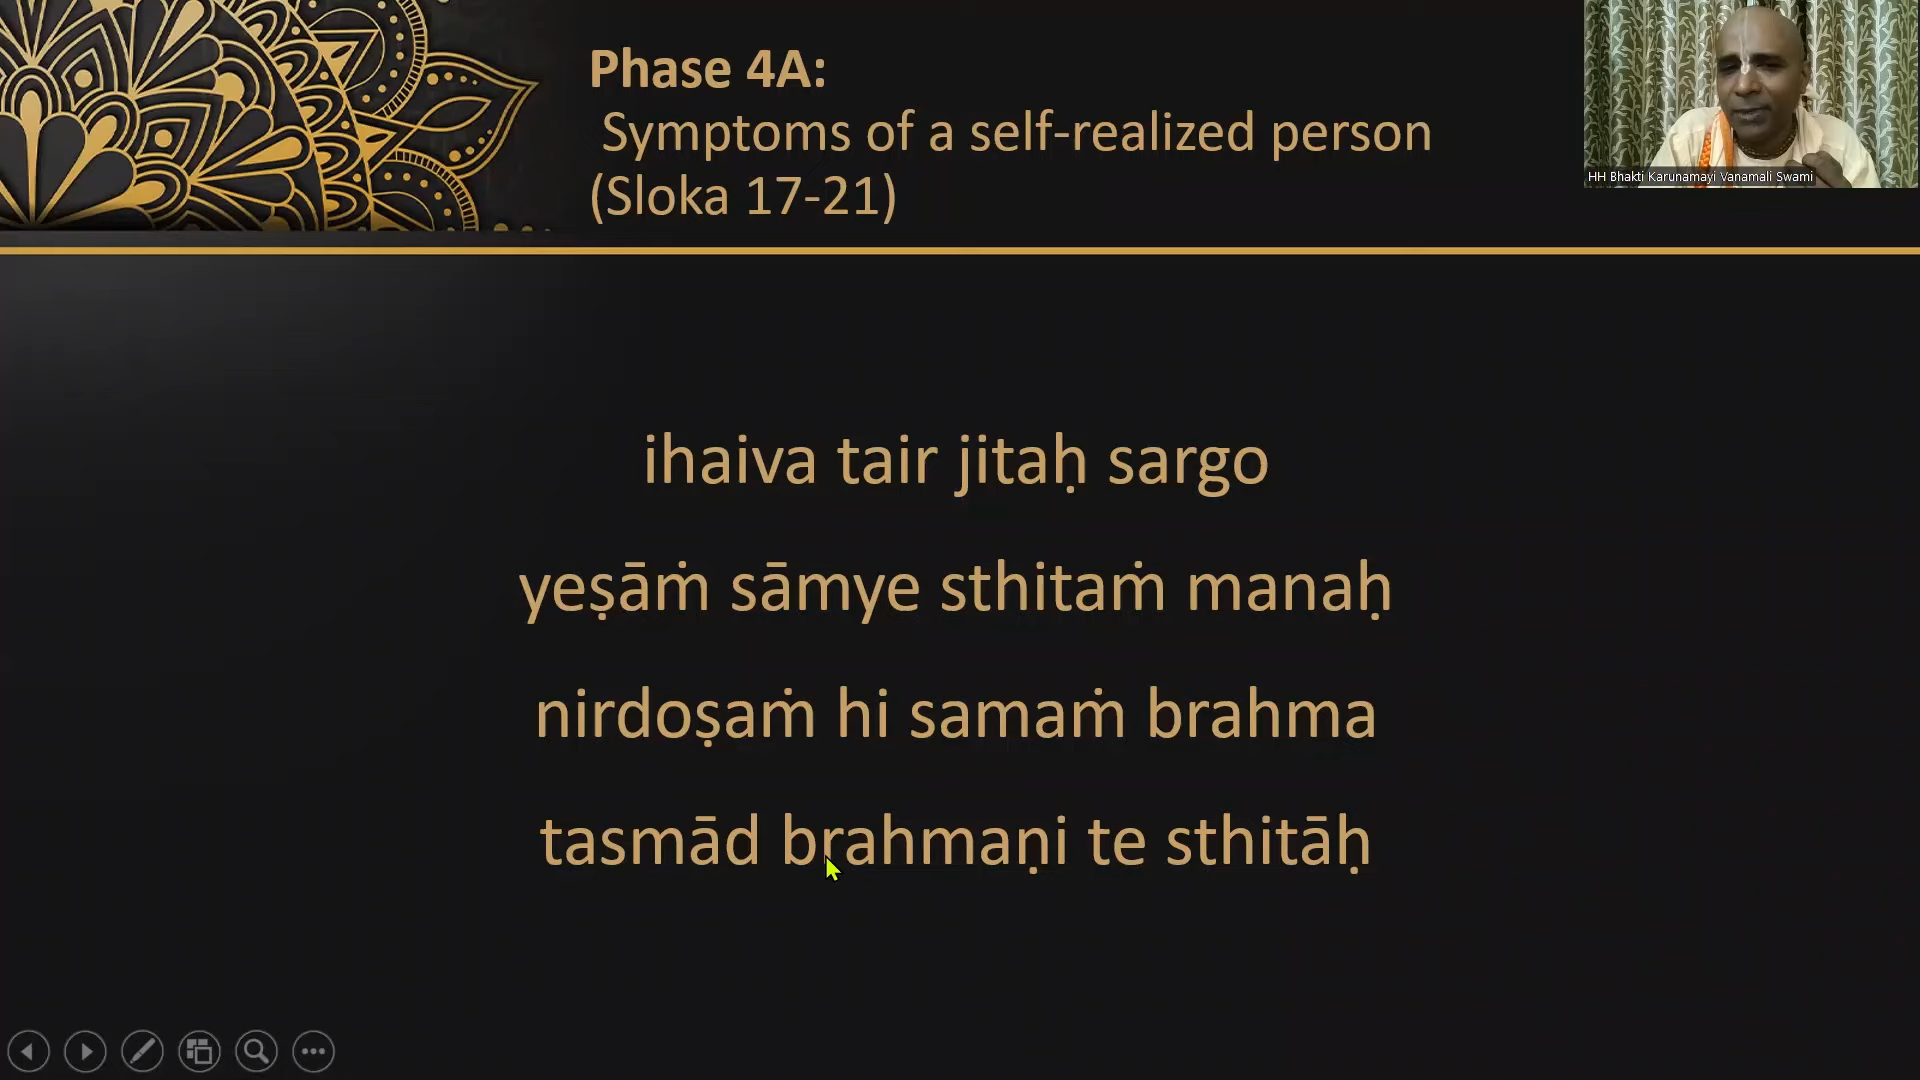 Phase 4A:
Symptoms of a self-realized person
(Sloka 17-21)
HH Bhakti Karunamayi Vanamali Swami
ihaiva tair jitaḥ sargo
yeṣāṁ sāmye sthitaṁ manaḥ
nirdoṣaṁ hi samaṁ brahma
tasmād brahmaṇi te sthitāḥ